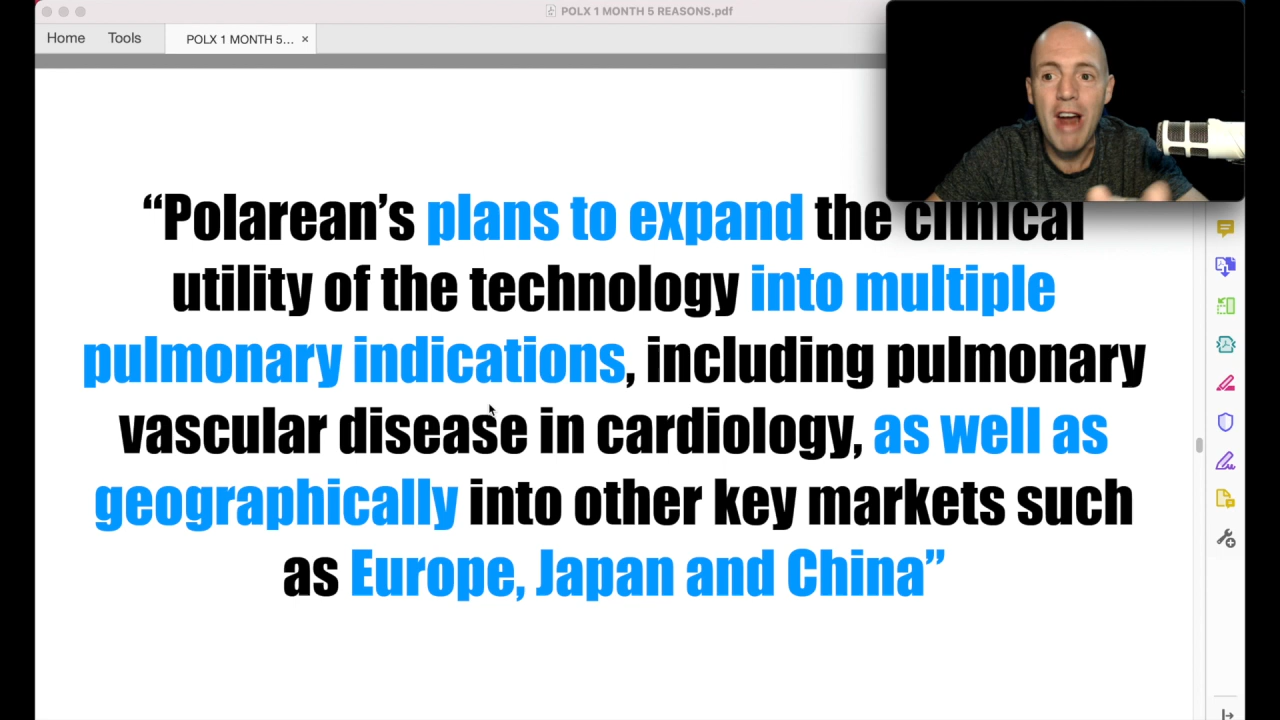 POLX 1 MONTH 5 REASONS.pdf
Home Tools POLX 1 MONTH 5... ×
“Polarean’s plans to expand the clinical
utility of the technology into multiple
pulmonary indications, including pulmonary
vascular disease in cardiology, as well as
geographically into other key markets such
as Europe, Japan and China”